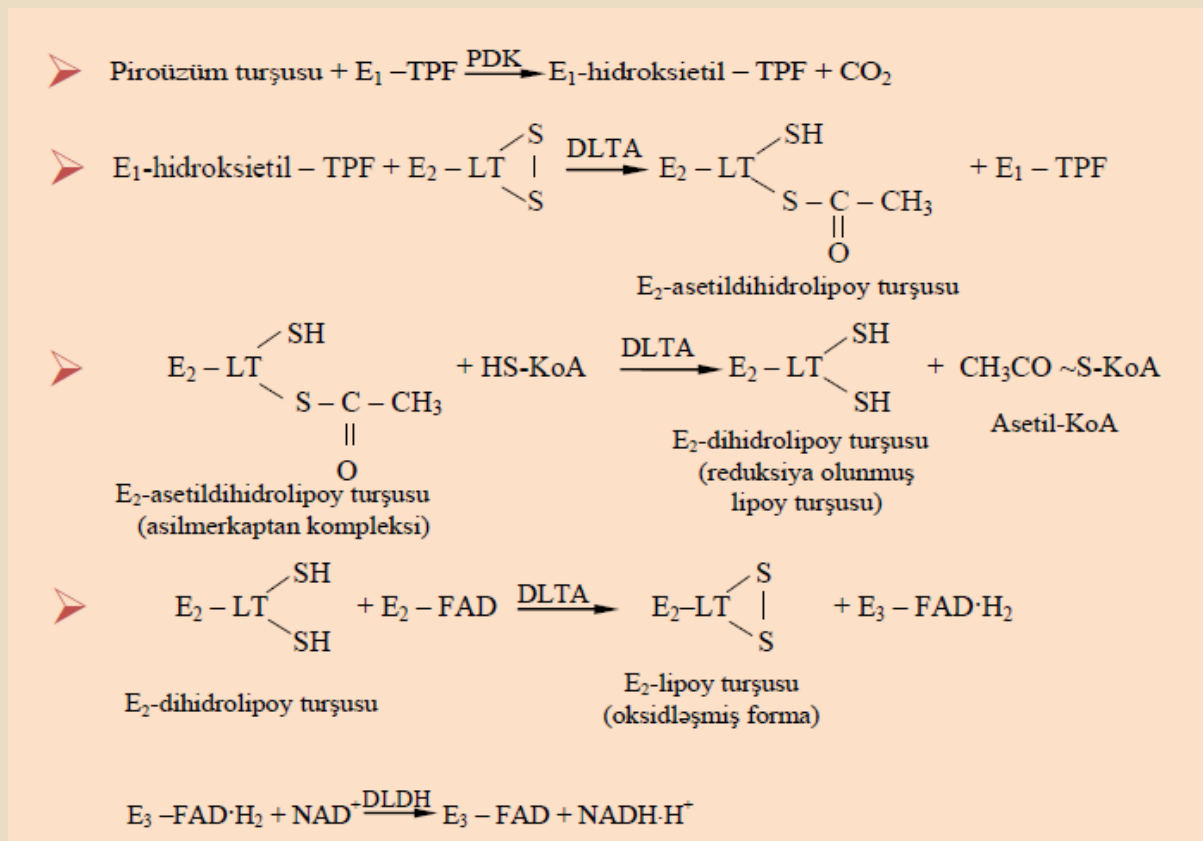 Piroüzüm turşusu + E₁ –TPF PDK E₁-hidroksietil – TPF + CO₂
S
E₁-hidroksietil – TPF + E₂ – LT | DLTA E₂ – LT SH + E₁ – TPF
S
S – C – CH₃
||
O
E₂-asetildihidrolipoy turşusu
SH
E₂ – LT + HS-KoA DLTA E₂ – LT SH + CH₃CO ~S-KoA
S – C – CH₃ SH Asetil-KoA
||
O
E₂-dihidrolipoy turşusu
(reduksiya olunmuş
lipoy turşusu)
E₂-asetildihidrolipoy turşusu
(asilmerkaptan kompleksi)
SH S
E₂ – LT + E₂ – FAD DLTA E₂–LT | + E₃ – FAD·H₂
SH S
E₂-dihidrolipoy turşusu
E₂-lipoy turşusu
(oksidləşmiş forma)
E₃ –FAD·H₂ + NAD⁺ DLDH E₃ – FAD + NADH·H⁺